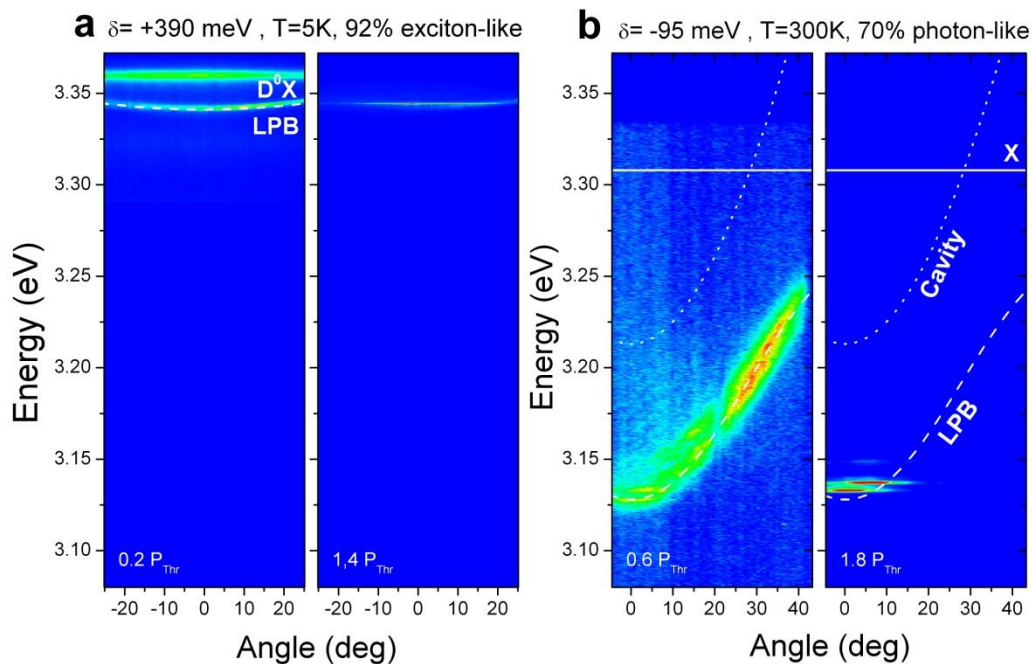 a δ= +390 meV , T=5K, 92% exciton-like
b δ= -95 meV , T=300K, 70% photon-like
Energy (eV)
3.35
3.30
3.25
3.20
3.15
3.10
D⁰X
LPB
0.2 P_Thr
1,4 P_Thr
-20 -10 0 10 20
-20 -10 0 10 20
Angle (deg)
Energy (eV)
3.35
3.30
3.25
3.20
3.15
3.10
X
Cavity
LPB
0.6 P_Thr
1.8 P_Thr
0 10 20 30 40
0 10 20 30 40
Angle (deg)